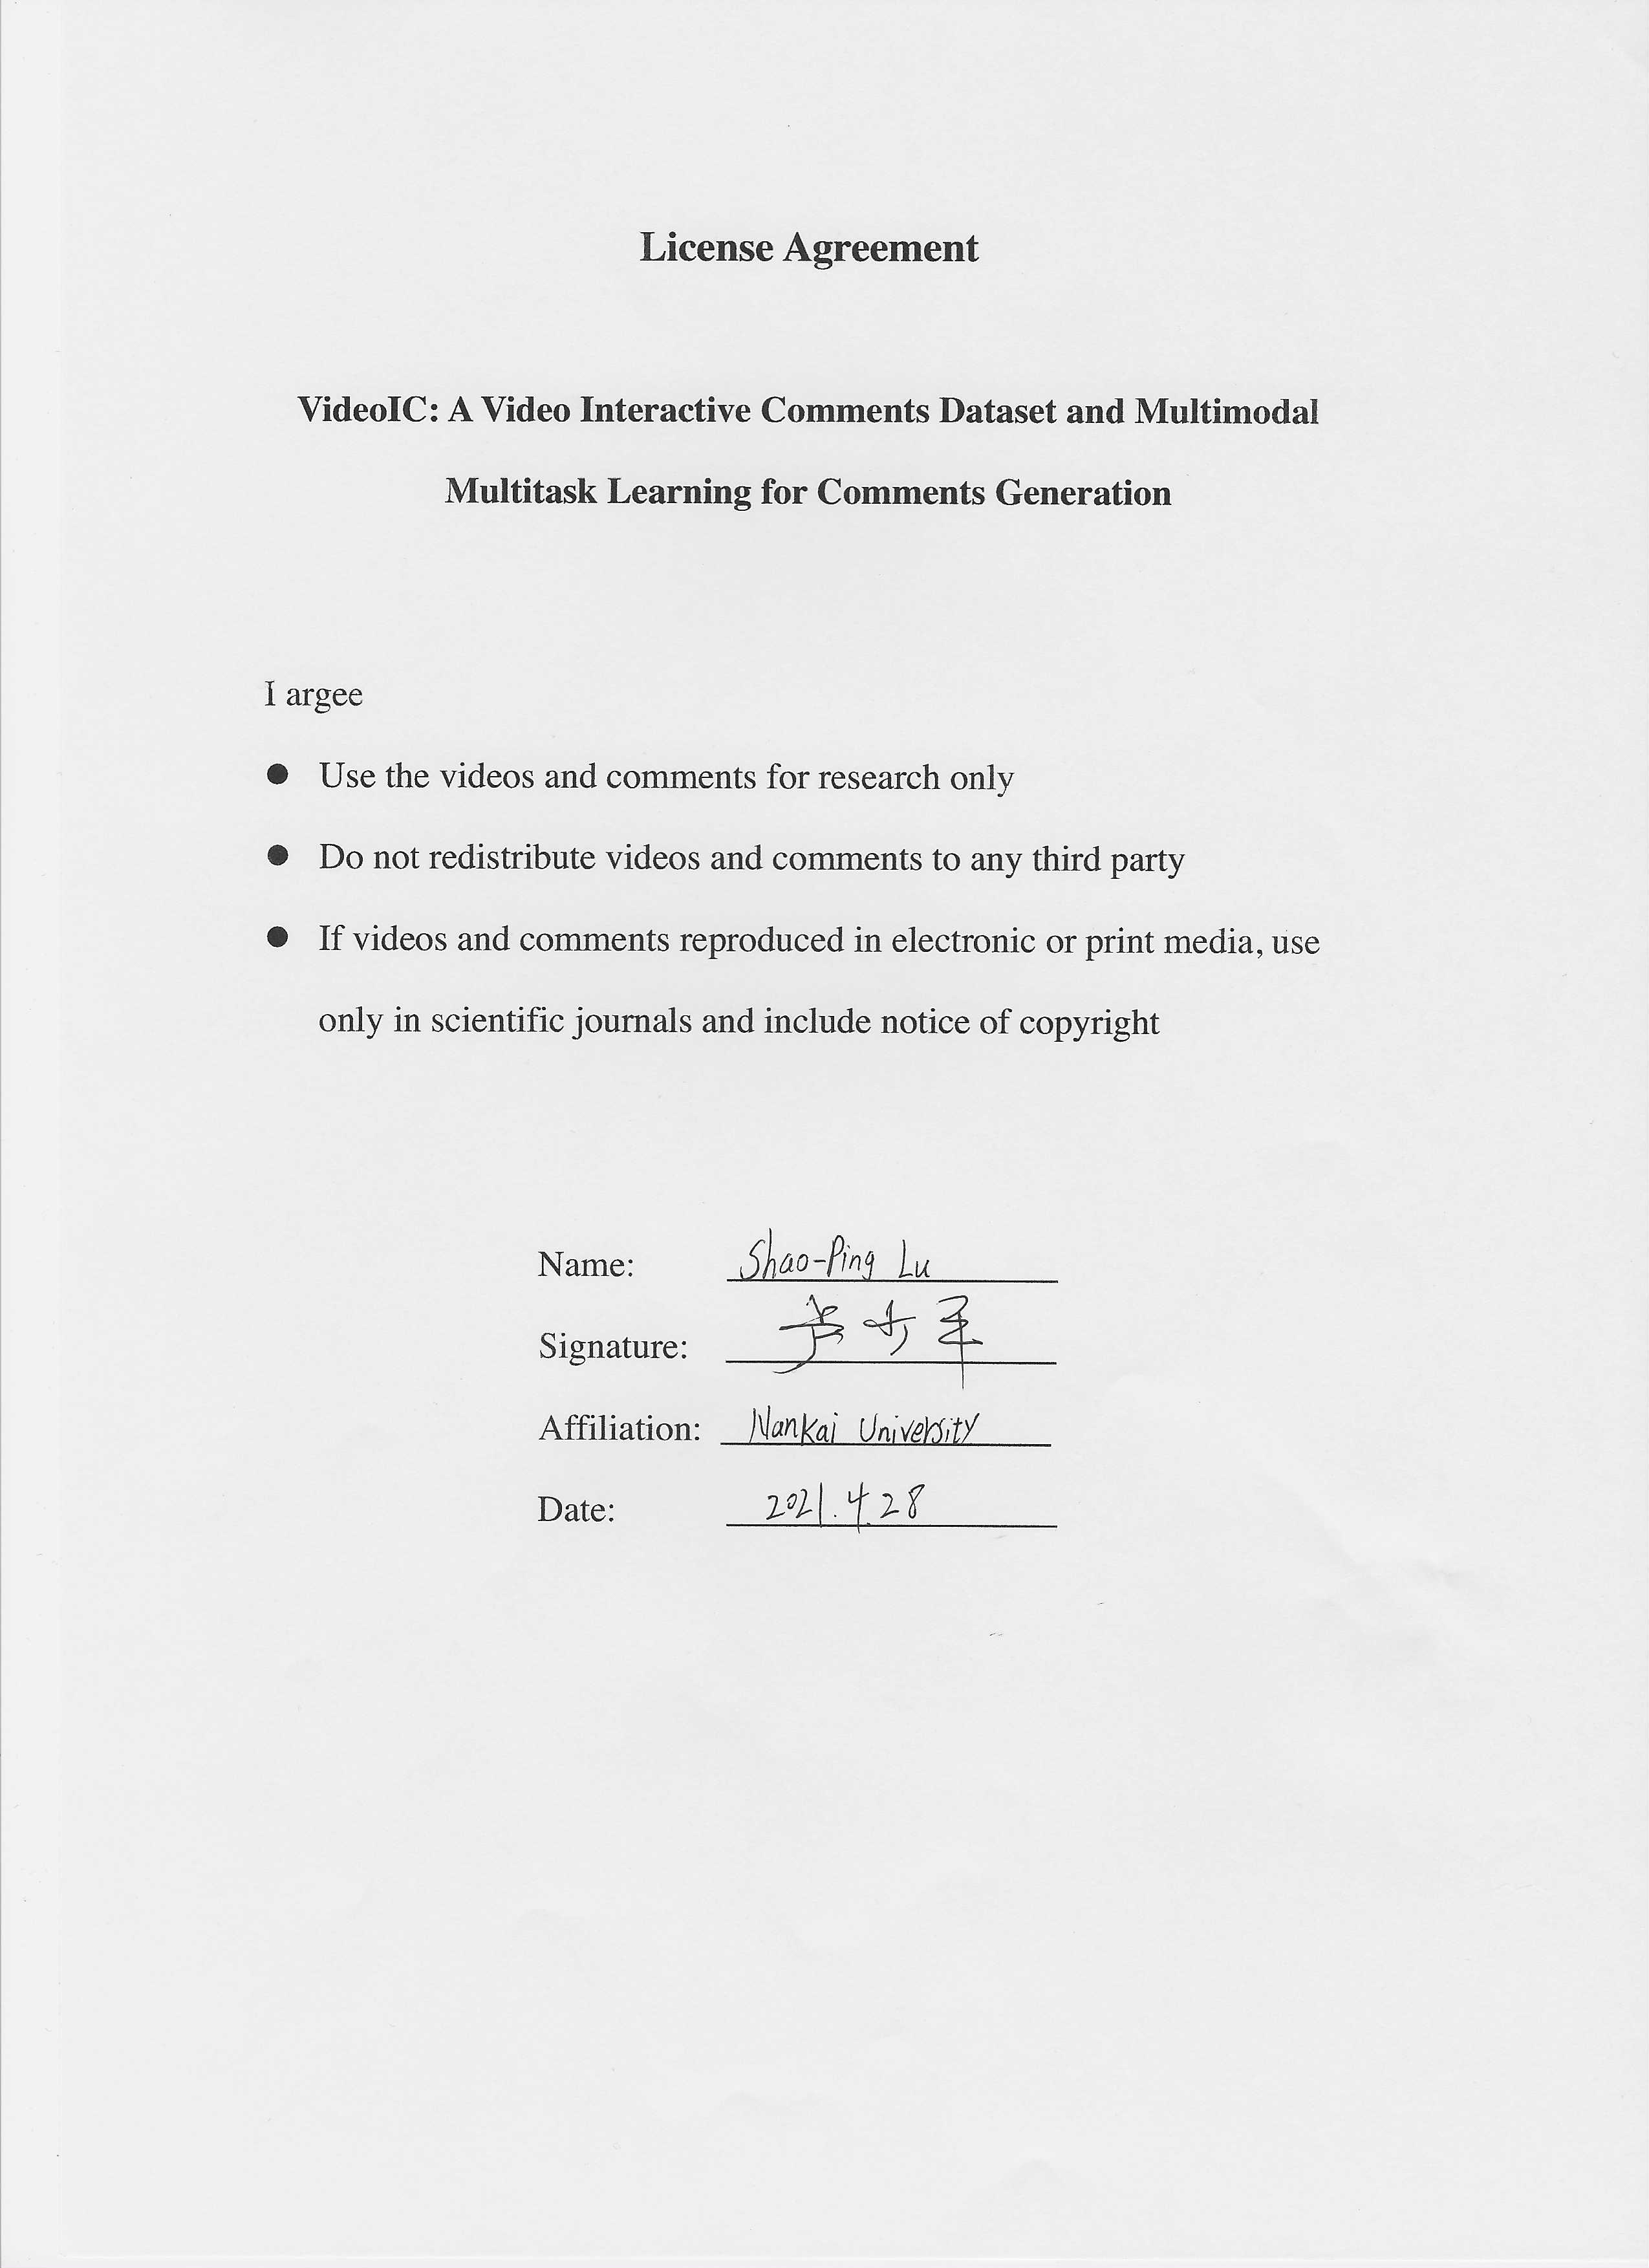 License Agreement
VideoIC: A Video Interactive Comments Dataset and Multimodal
Multitask Learning for Comments Generation
I argee
● Use the videos and comments for research only
● Do not redistribute videos and comments to any third party
● If videos and comments reproduced in electronic or print media, use
only in scientific journals and include notice of copyright
Name: Shao-Ping Lu
Signature: 卢少平
Affiliation: Nankai University
Date: 2021.4.28